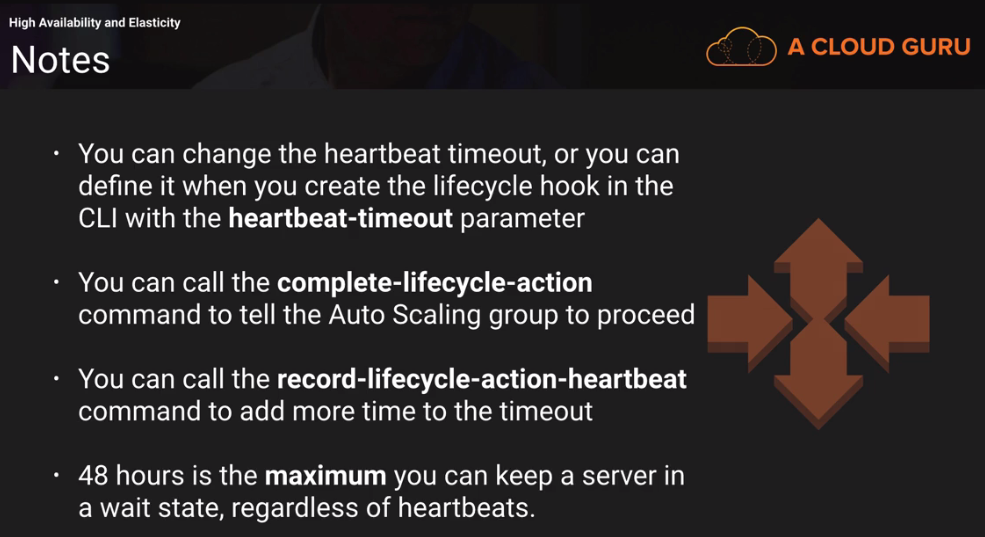 High Availability and Elasticity
Notes
A CLOUD GURU
• You can change the heartbeat timeout, or you can
define it when you create the lifecycle hook in the
CLI with the heartbeat-timeout parameter
• You can call the complete-lifecycle-action
command to tell the Auto Scaling group to proceed
• You can call the record-lifecycle-action-heartbeat
command to add more time to the timeout
• 48 hours is the maximum you can keep a server in
a wait state, regardless of heartbeats.